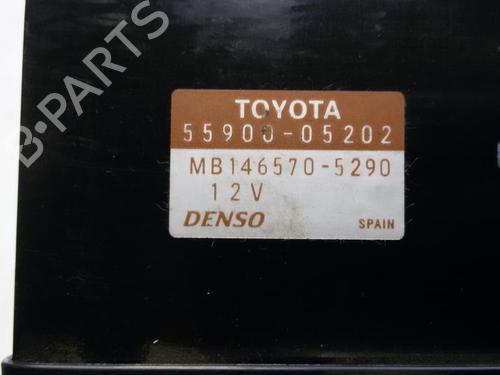 B-PARTS
TOYOTA
55900-05202
MB146570-5290
12V
DENSO SPAIN